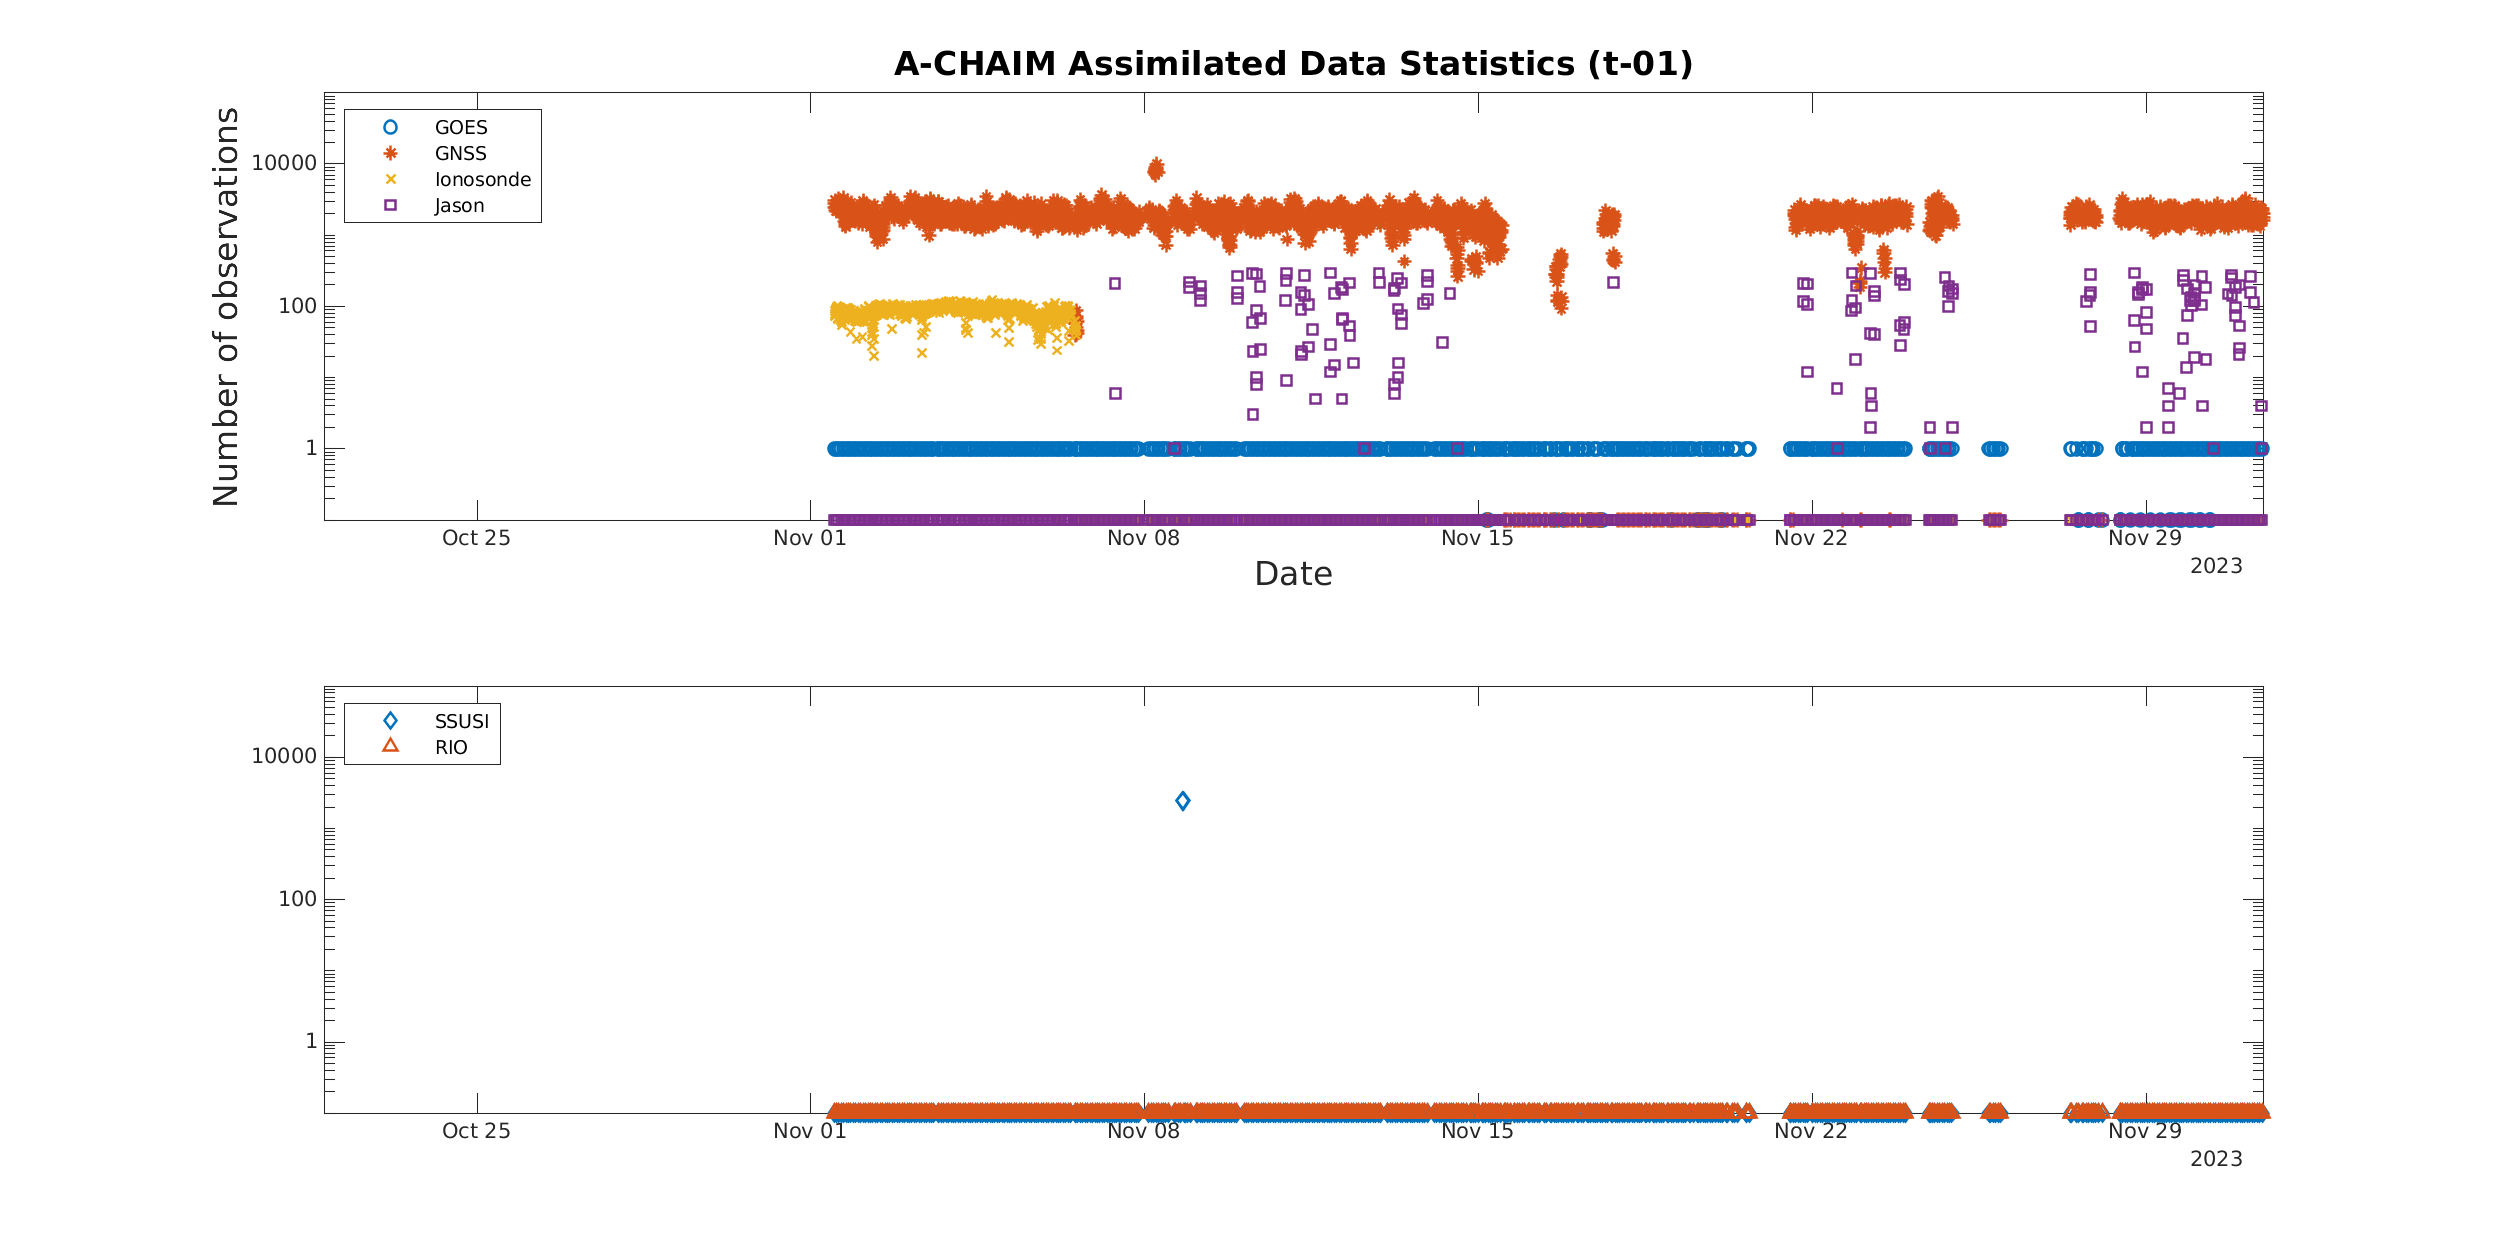 A-CHAIM Assimilated Data Statistics (t-01)
Number of observations
10000
100
1
GOES
GNSS
Ionosonde
Jason
Oct 25
Nov 01
Nov 08
Nov 15
Nov 22
Nov 29
2023
Date
10000
100
1
SSUSI
RIO
Oct 25
Nov 01
Nov 08
Nov 15
Nov 22
Nov 29
2023